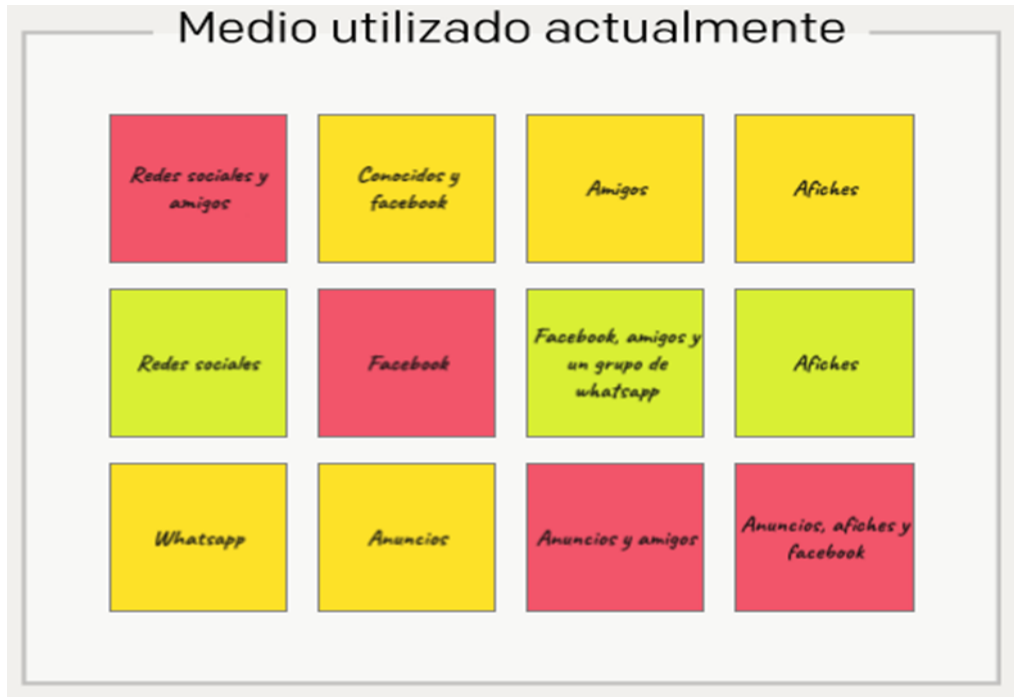 Medio utilizado actualmente
Redes sociales y
amigos
Conocidos y
facebook
Amigos
Afiches
Redes sociales
Facebook
Facebook, amigos y
un grupo de
whatsapp
Afiches
Whatsapp
Anuncios
Anuncios y amigos
Anuncios, afiches y
facebook